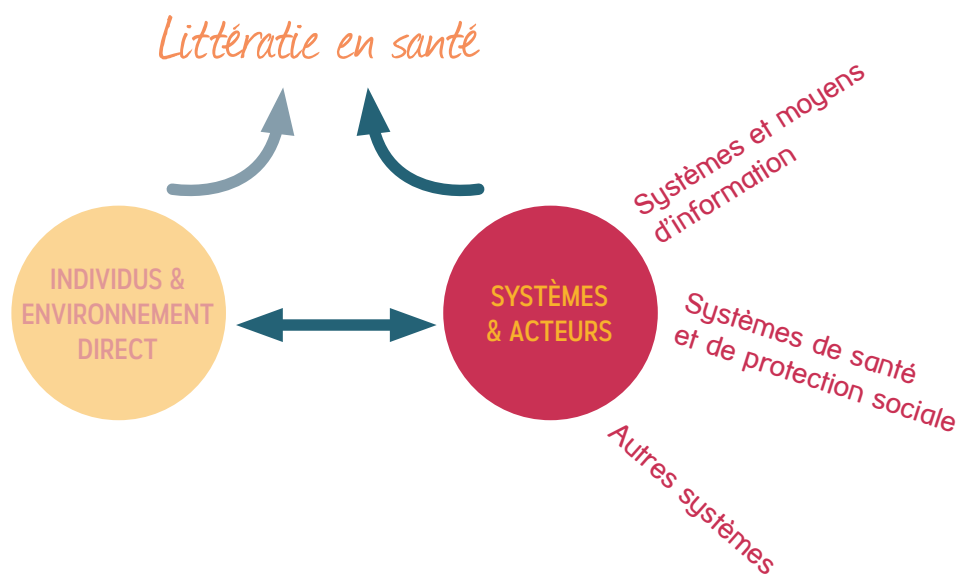 Littératie en santé
INDIVIDUS &
ENVIRONNEMENT
DIRECT
SYSTÈMES
& ACTEURS
Systèmes et moyens
d'information
Systèmes de santé
et de protection sociale
Autres systèmes